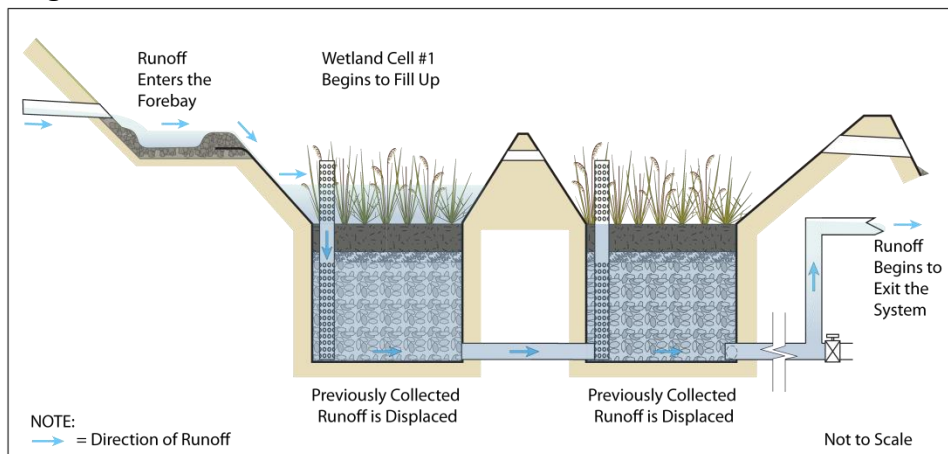 Runoff
Enters the
Forebay
Wetland Cell #1
Begins to Fill Up
Runoff
Begins to
Exit the
System
Previously Collected
Runoff is Displaced
Previously Collected
Runoff is Displaced
NOTE:
= Direction of Runoff
Not to Scale